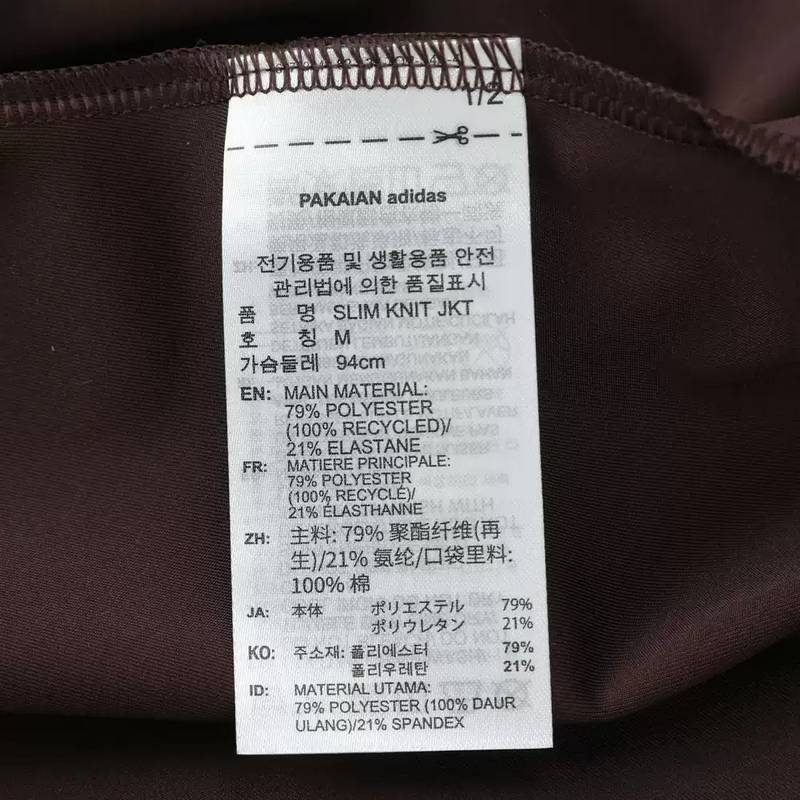 1/2
PAKAIAN adidas
전기용품 및 생활용품 안전
관리법에 의한 품질표시
품 명 SLIM KNIT JKT
호 칭 M
가슴둘레 94cm
EN: MAIN MATERIAL:
79% POLYESTER
(100% RECYCLED)/
21% ELASTANE
FR: MATIERE PRINCIPALE:
79% POLYESTER
(100% RECYCLÉ)/
21% ÉLASTHANNE
ZH: 主料: 79% 聚酯纤维(再
生)/21% 氨纶/口袋里料:
100% 棉
JA: 本体 ポリエステル 79%
ポリウレタン 21%
KO: 주소재: 폴리에스터 79%
폴리우레탄 21%
ID: MATERIAL UTAMA:
79% POLYESTER (100% DAUR
ULANG)/21% SPANDEX